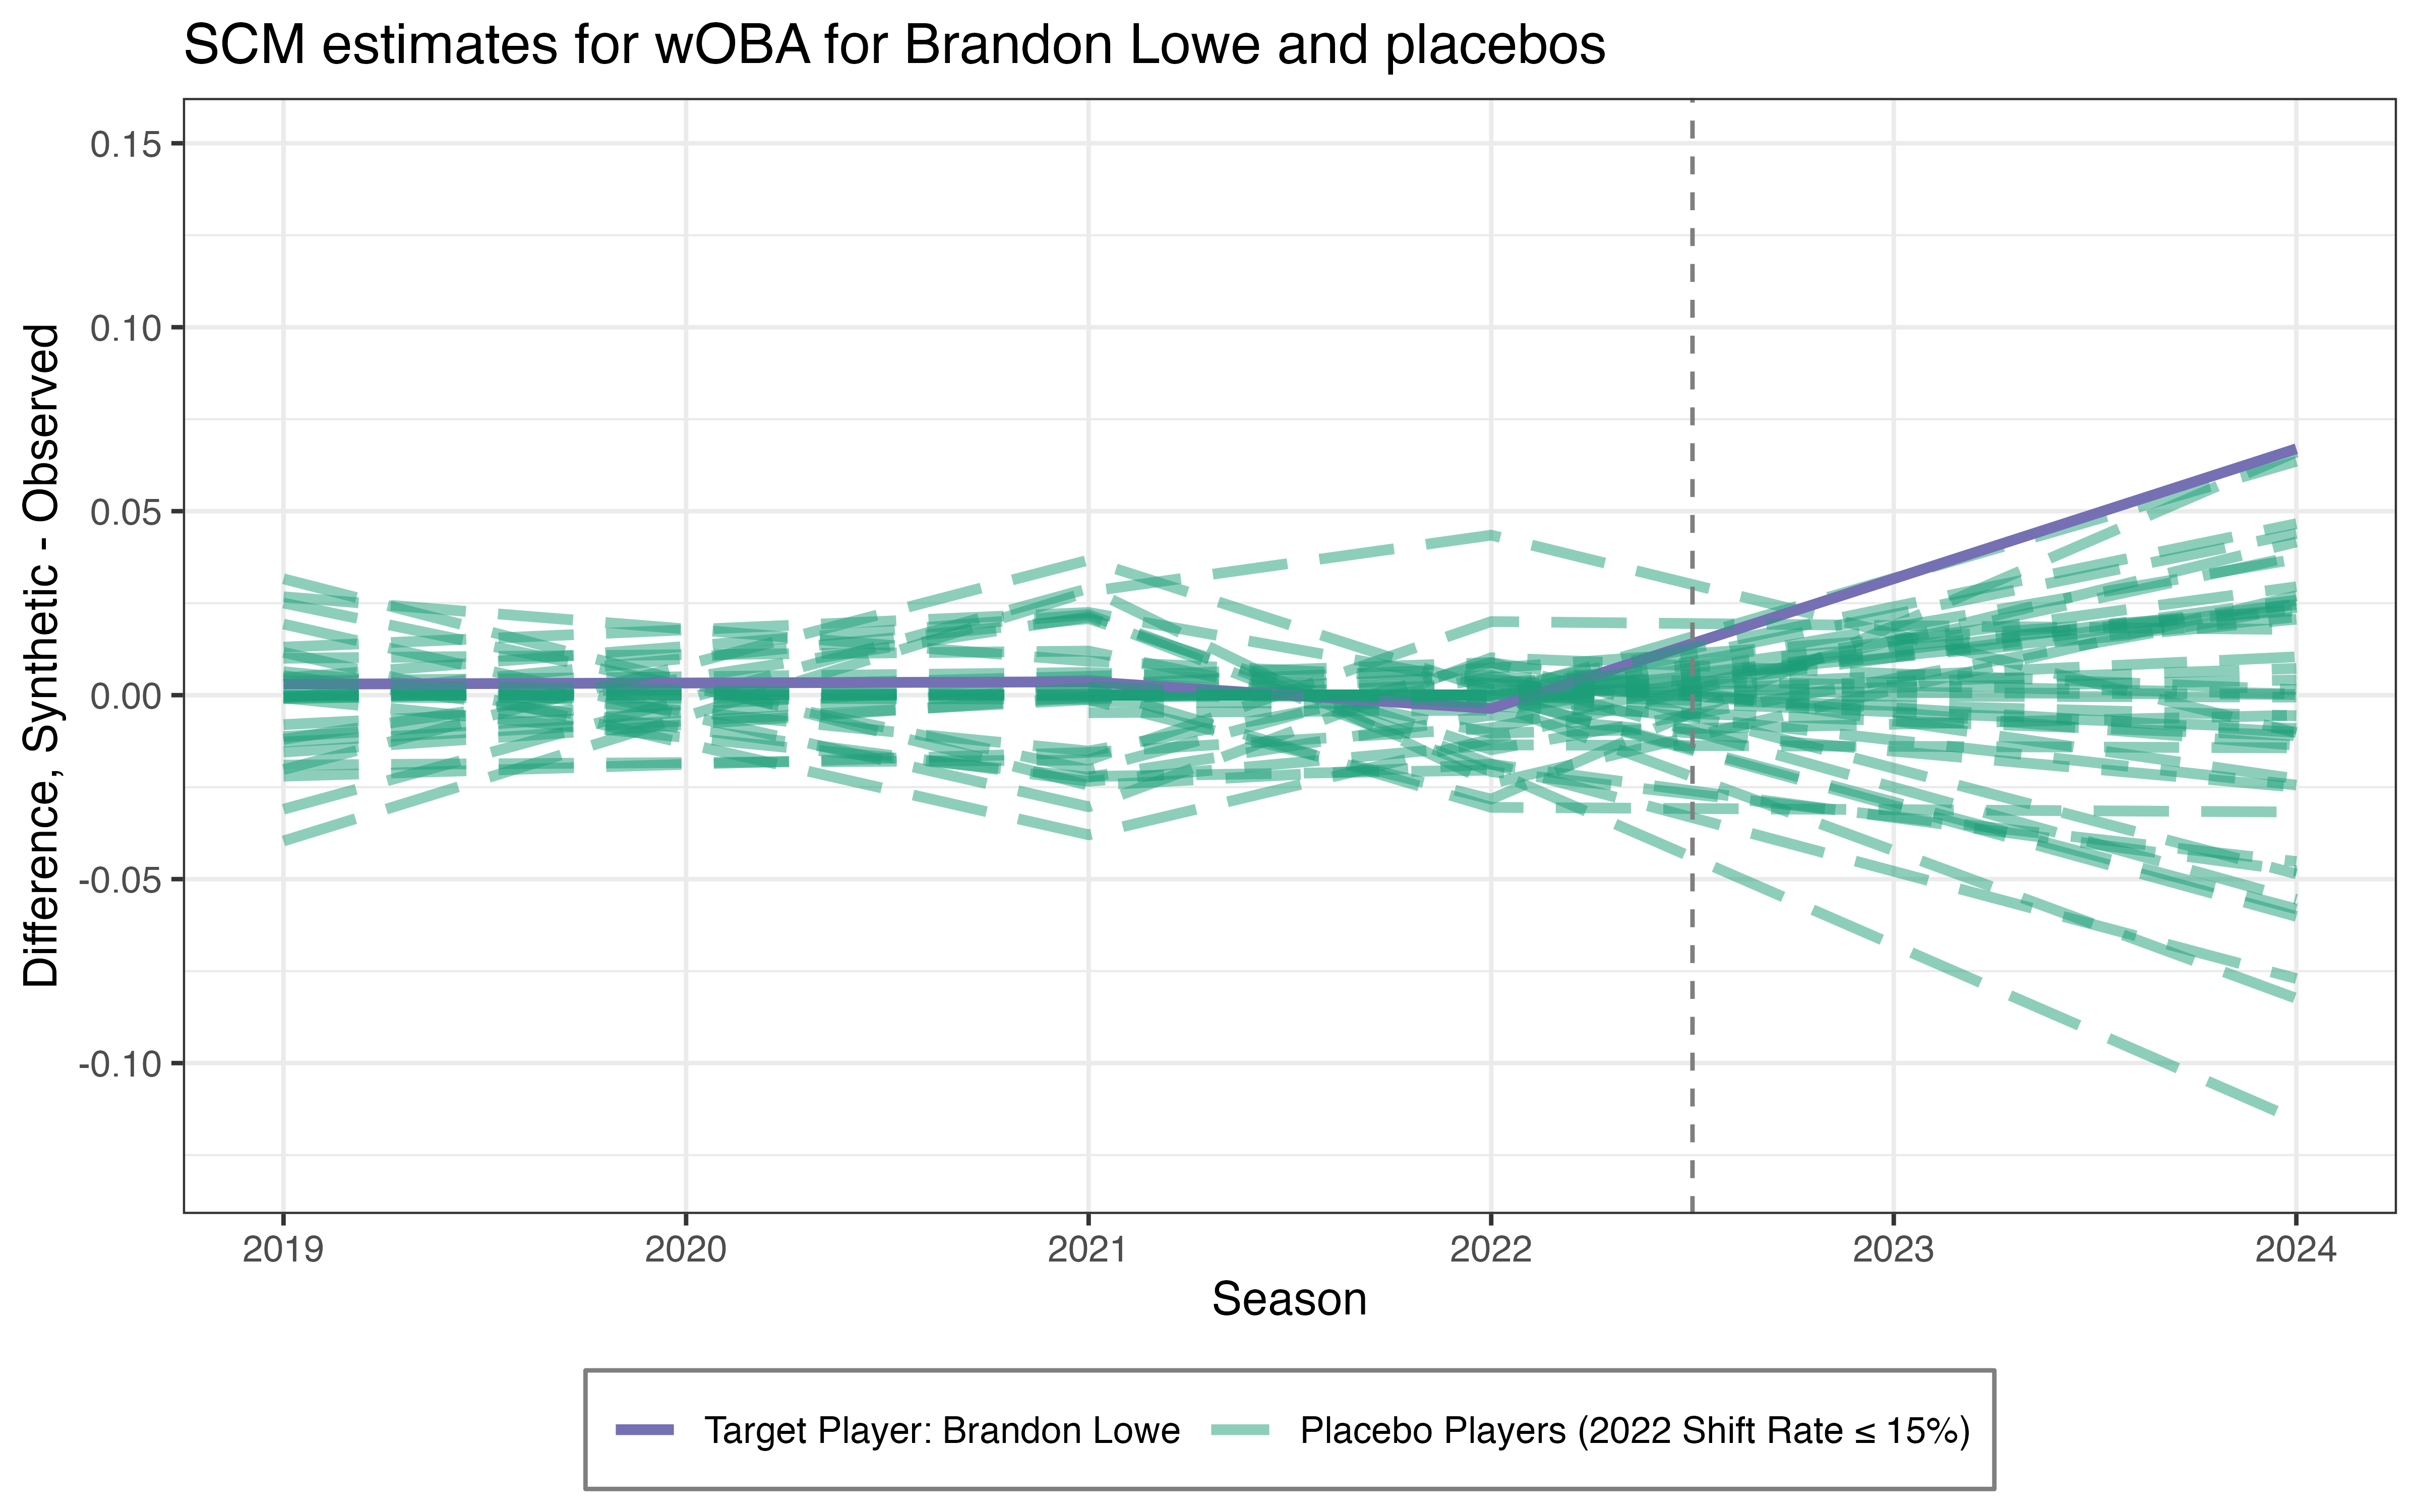 SCM estimates for wOBA for Brandon Lowe and placebos
Difference, Synthetic - Observed
0.15
0.10
0.05
0.00
-0.05
-0.10
2019 2020 2021 2022 2023 2024
Season
Target Player: Brandon Lowe Placebo Players (2022 Shift Rate ≤ 15%)